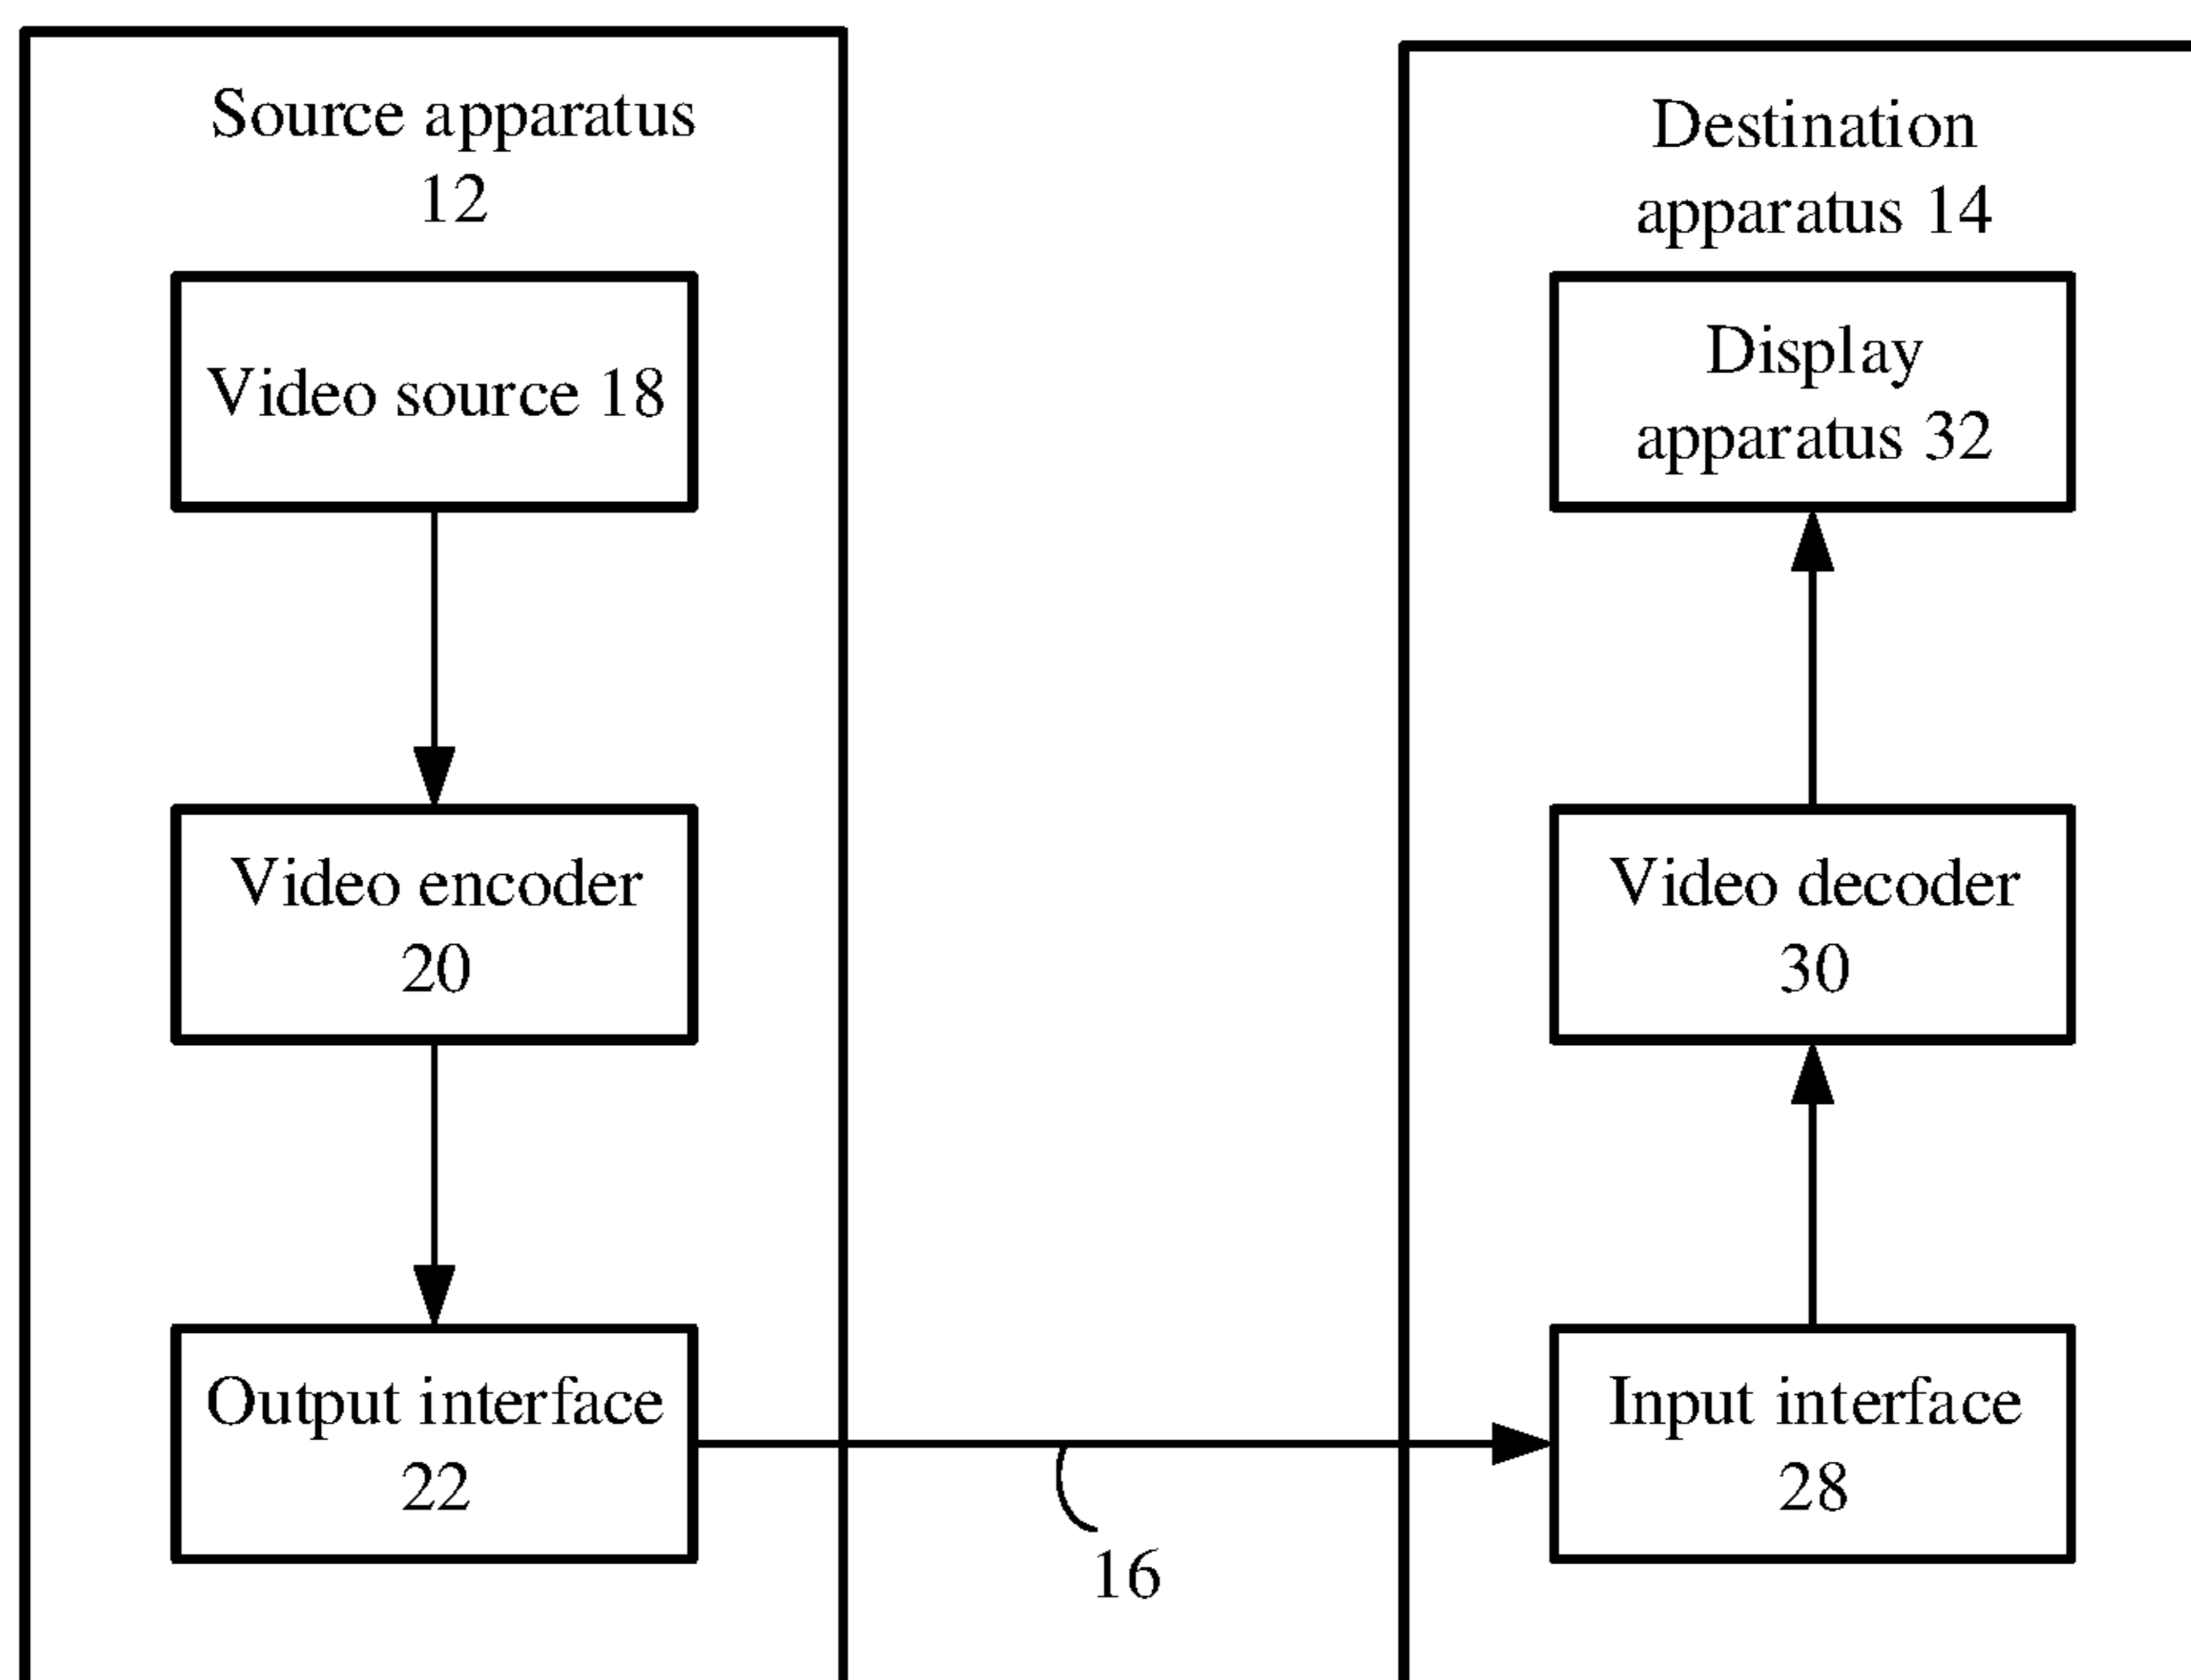 Source apparatus
12
Video source 18
Video encoder
20
Output interface
22
16
Destination
apparatus 14
Display
apparatus 32
Video decoder
30
Input interface
28